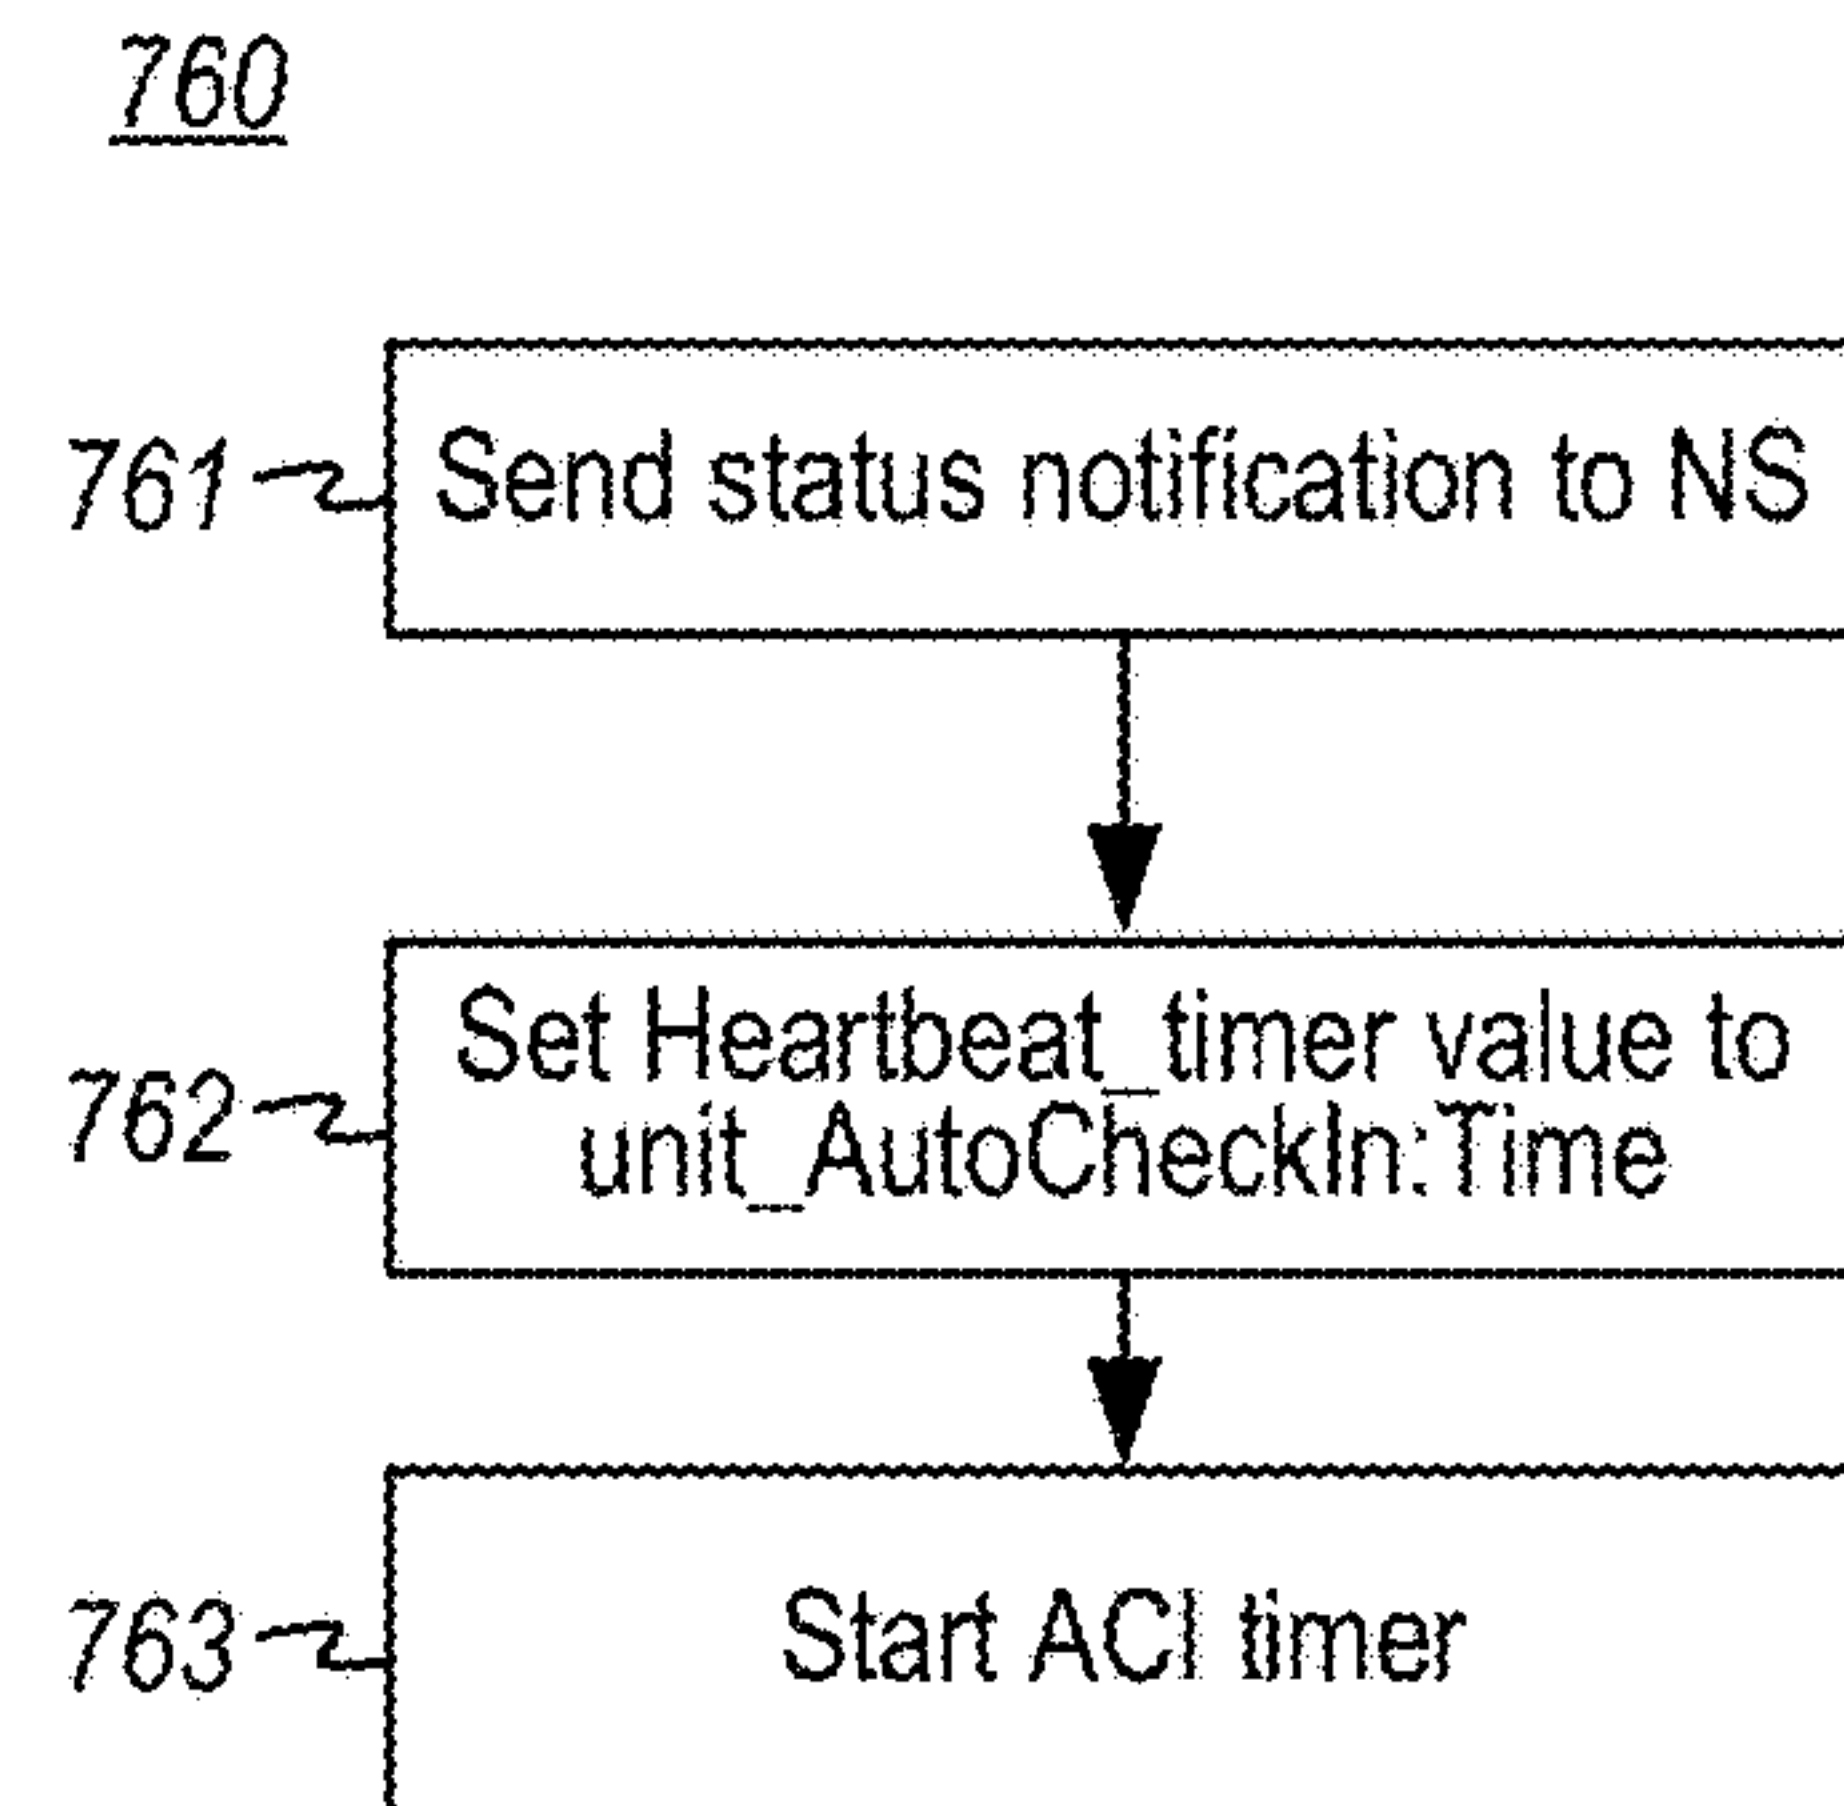 760
761
Send status notification to NS
Set Heartbeat_timer value to
762
unit_AutoCheckIn:Time
763
Start ACI timer